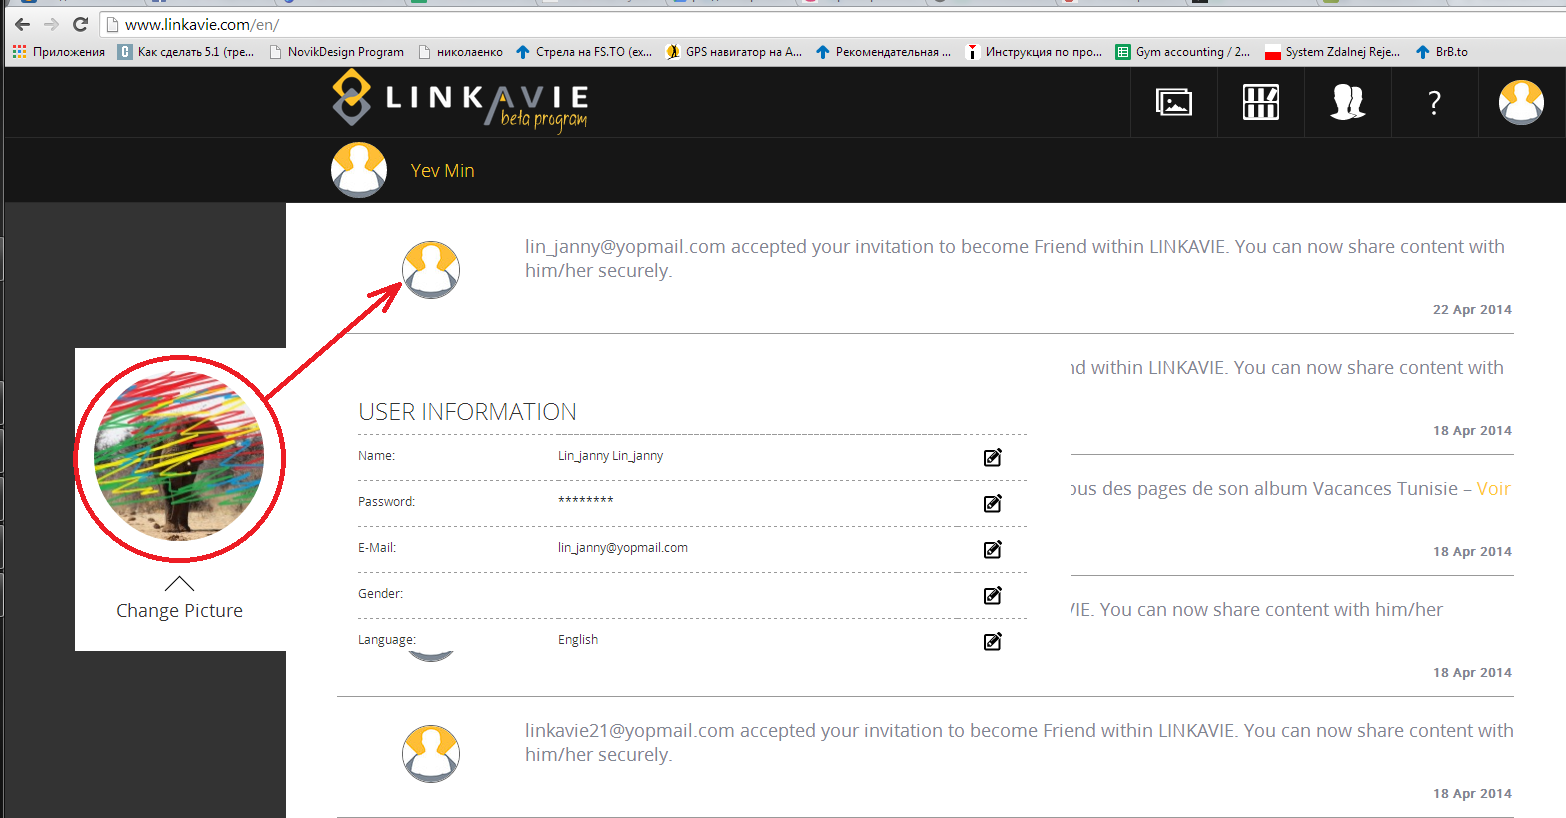 www.linkavie.com/en/
Приложения
Как сделать 5.1 (тре...
NovikDesign Program
николаенко
Стрела на FS.TO (ex...
GPS навигатор на А...
Рекомендательная ...
Инструкция по про...
Gym accounting / 2...
System Zdalnej Reje...
BrB.to
LINKAVIE
beta program
?
Yev Min
lin_janny@yopmail.com accepted your invitation to become Friend within LINKAVIE. You can now share content with
him/her securely.
22 Apr 2014
nd within LINKAVIE. You can now share content with
18 Apr 2014
USER INFORMATION
Name: Lin_janny Lin_janny
Password: ********
E-Mail: lin_janny@yopmail.com
Gender:
Language: English
Change Picture
ous des pages de son album Vacances Tunisie – Voir
18 Apr 2014
VIE. You can now share content with him/her
18 Apr 2014
linkavie21@yopmail.com accepted your invitation to become Friend within LINKAVIE. You can now share content with
him/her securely.
18 Apr 2014